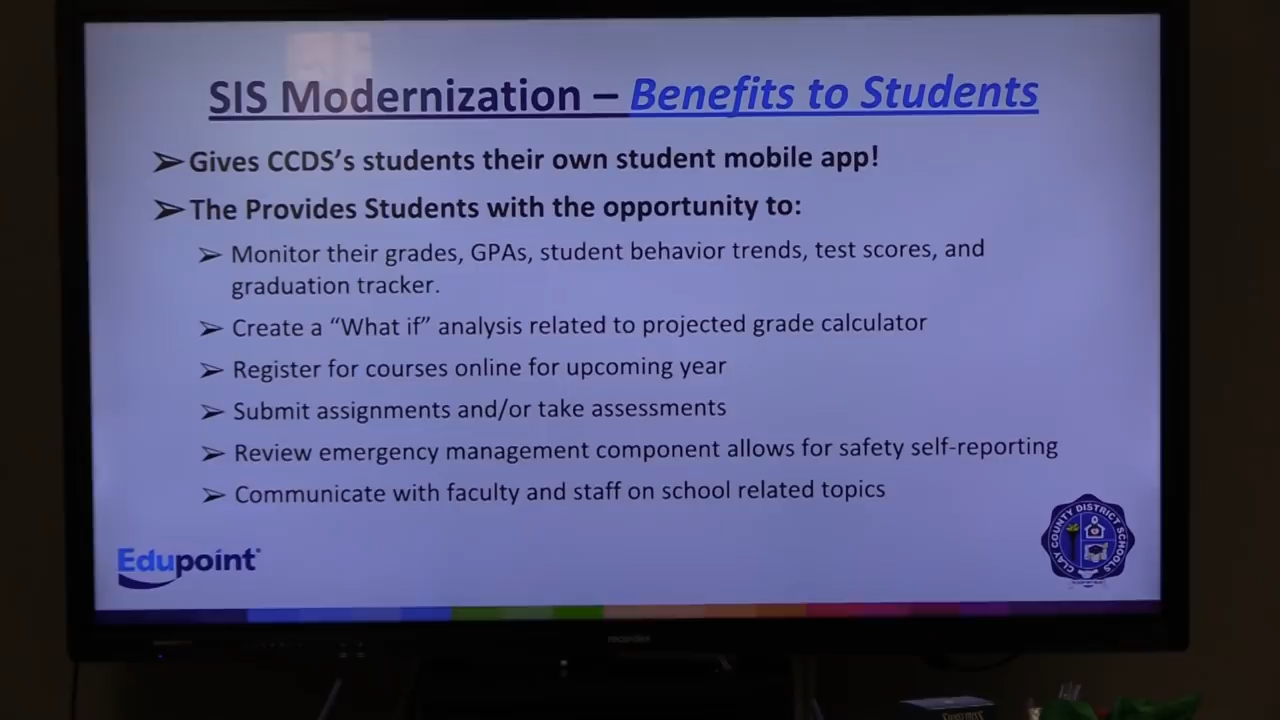 SIS Modernization – Benefits to Students
➢ Gives CCDS’s students their own student mobile app!
➢ The Provides Students with the opportunity to:
➢ Monitor their grades, GPAs, student behavior trends, test scores, and
graduation tracker.
➢ Create a “What if” analysis related to projected grade calculator
➢ Register for courses online for upcoming year
➢ Submit assignments and/or take assessments
➢ Review emergency management component allows for safety self-reporting
➢ Communicate with faculty and staff on school related topics
Edupoint
CLAY COUNTY DISTRICT SCHOOLS